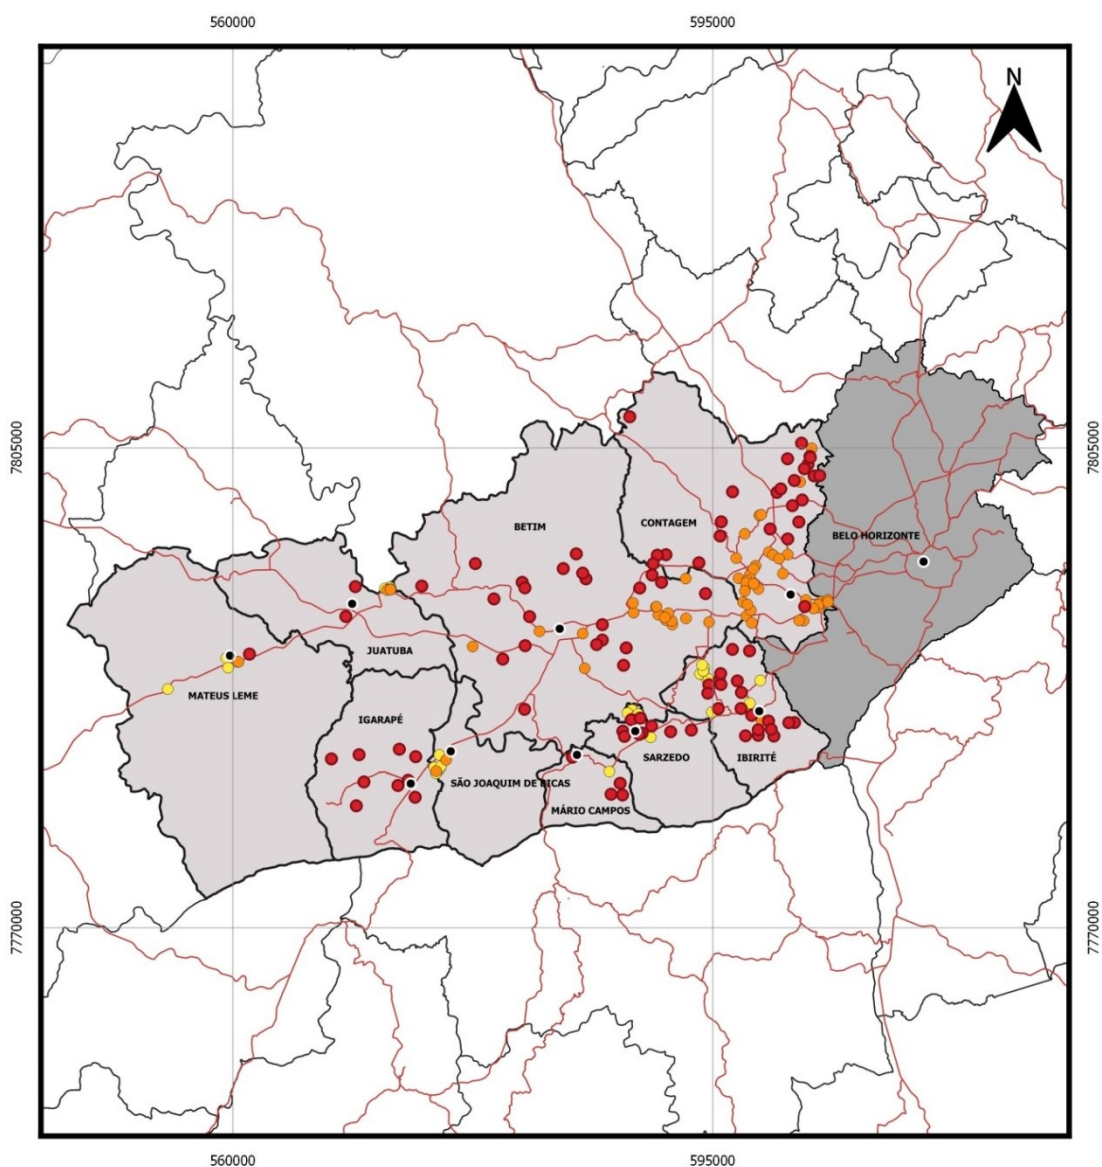 560000
595000
N
7805000
7805000
BETIM
CONTAGEM
BELO HORIZONTE
JUATUBA
MATEUS LEME
IGARAPÉ
SARZEDO
IBIRITÉ
SÃO JOAQUIM DE BICAS
MÁRIO CAMPOS
7770000
7770000
560000
595000